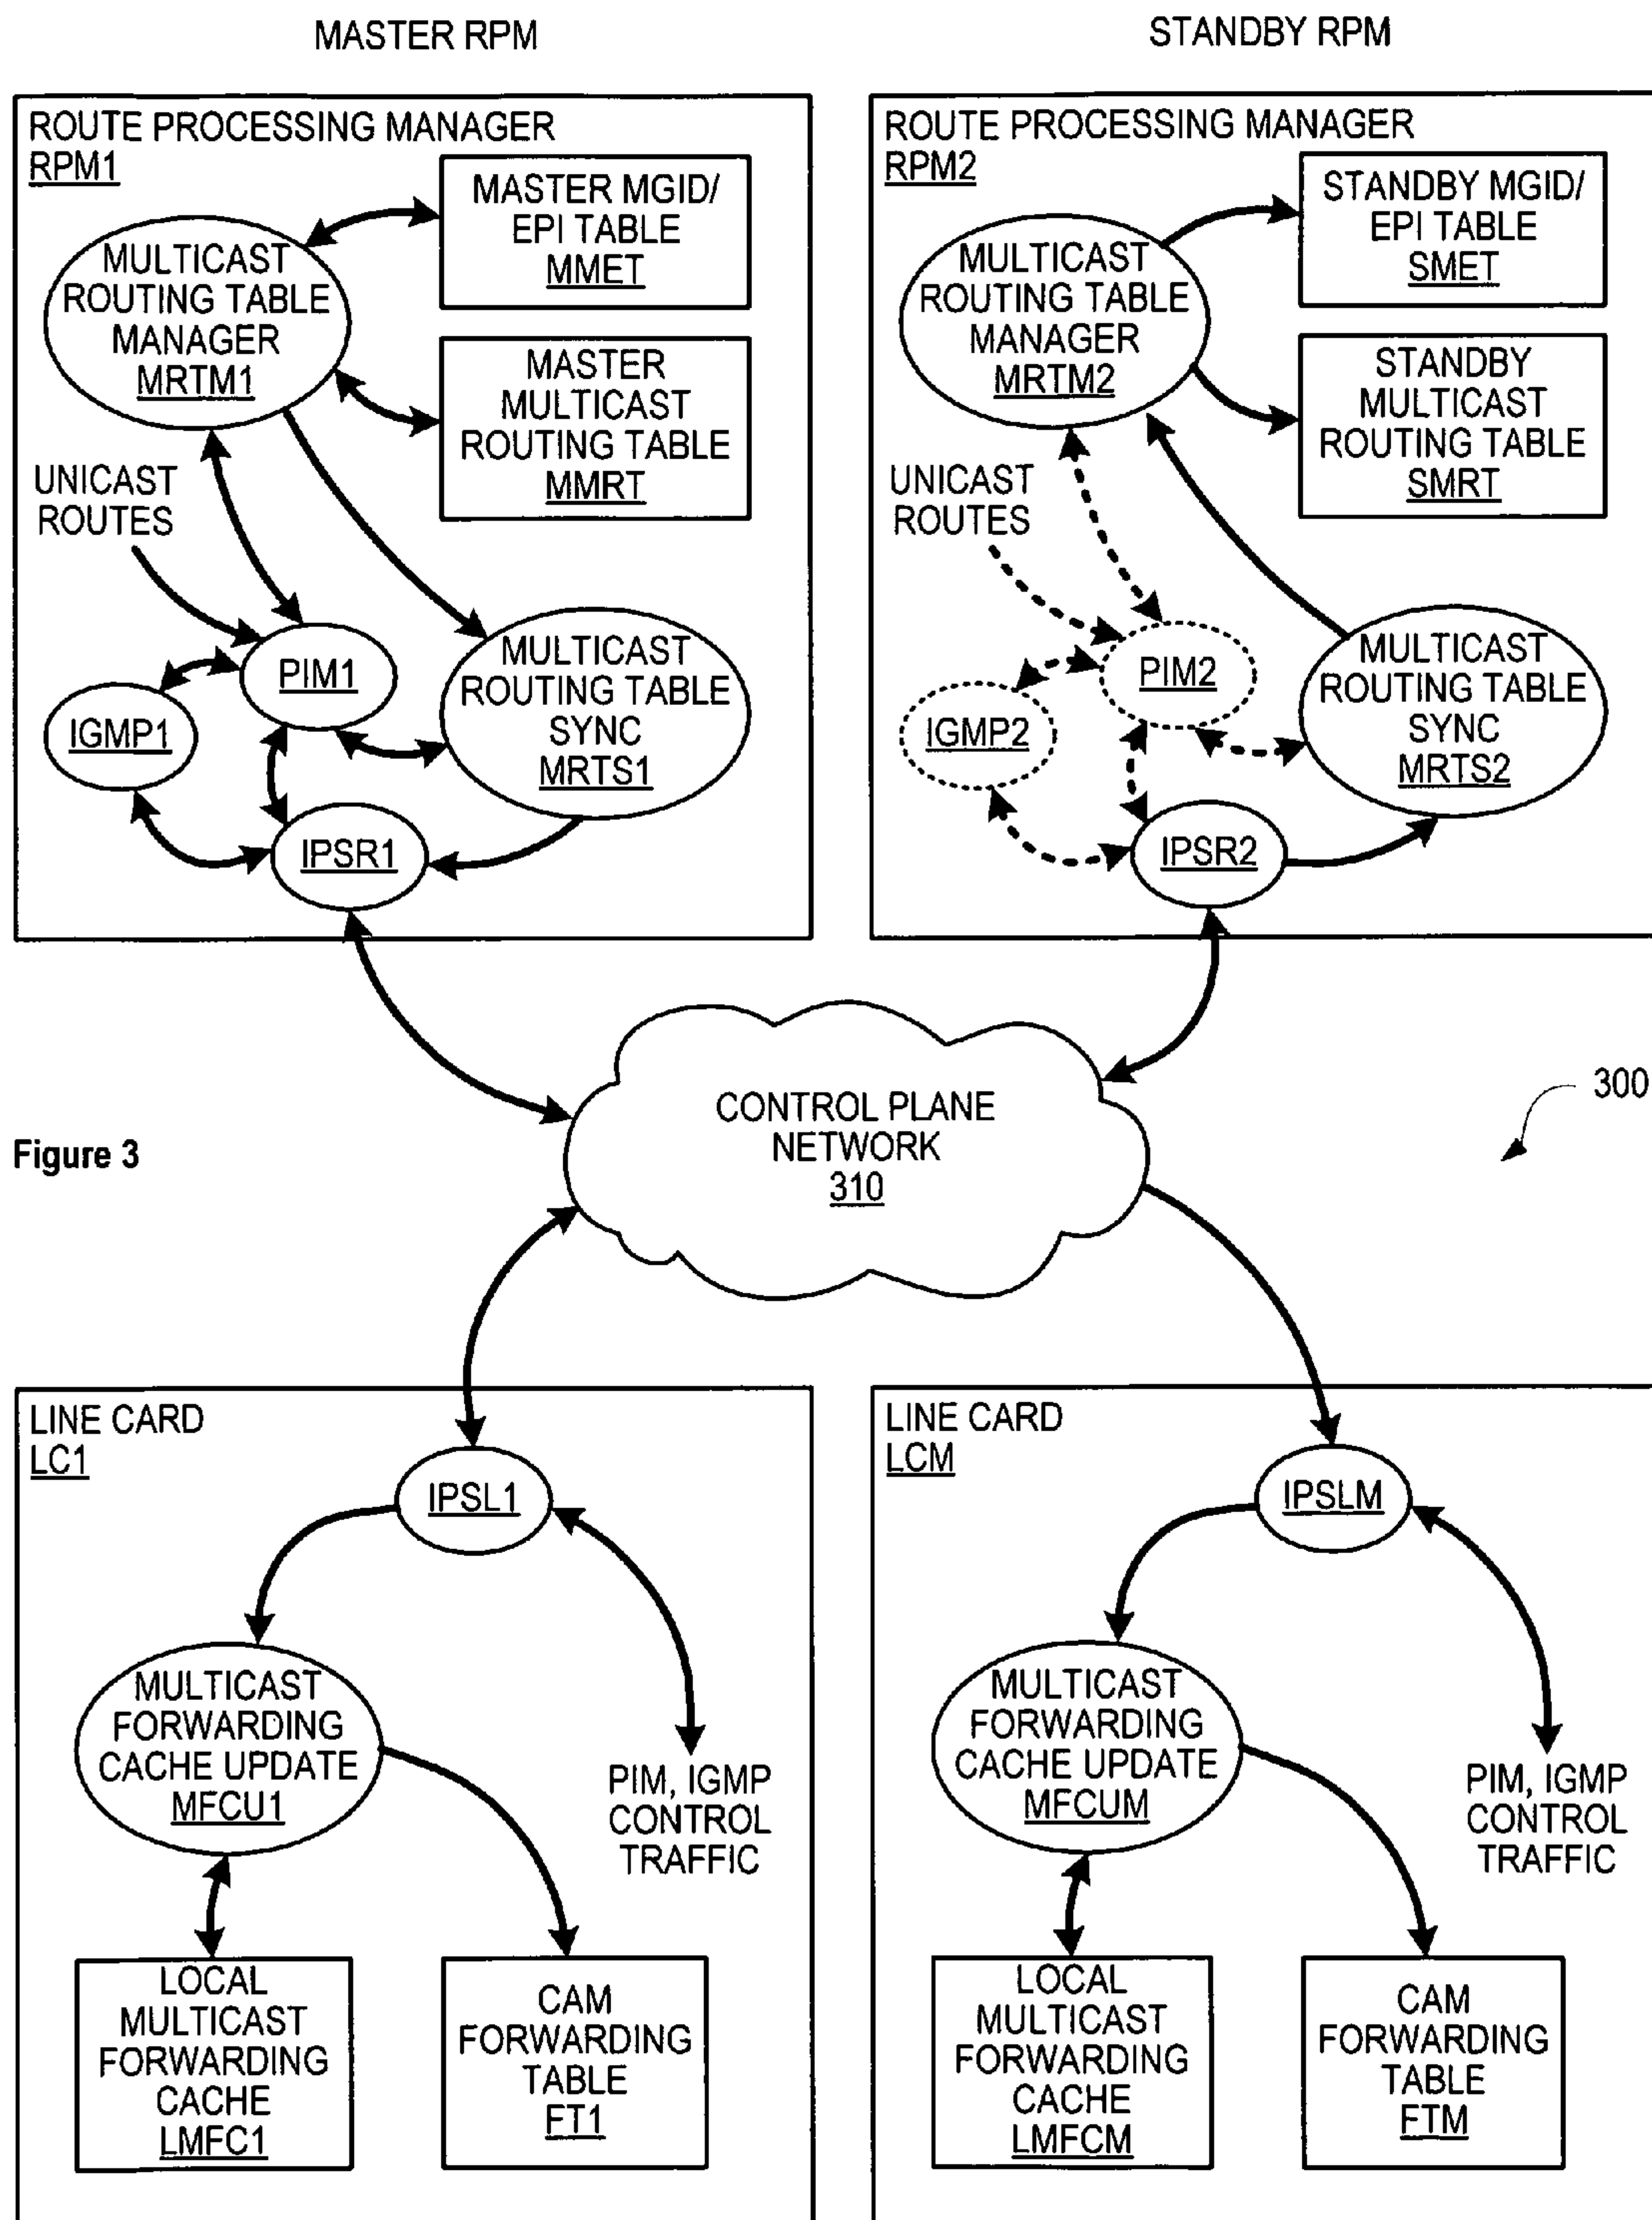 MASTER RPM
STANDBY RPM
ROUTE PROCESSING MANAGER
RPM1
MASTER MGID/
EPI TABLE
MMET
MULTICAST
ROUTING TABLE
MANAGER
MRTM1
MASTER
MULTICAST
ROUTING TABLE
MMRT
UNICAST
ROUTES
PIM1
IGMP1
MULTICAST
ROUTING TABLE
SYNC
MRTS1
IPSR1
ROUTE PROCESSING MANAGER
RPM2
STANDBY MGID/
EPI TABLE
SMET
MULTICAST
ROUTING TABLE
MANAGER
MRTM2
STANDBY
MULTICAST
ROUTING TABLE
SMRT
UNICAST
ROUTES
PIM2
IGMP2
MULTICAST
ROUTING TABLE
SYNC
MRTS2
IPSR2
CONTROL PLANE
NETWORK
310
300
Figure 3
LINE CARD
LC1
IPSL1
MULTICAST
FORWARDING
CACHE UPDATE
MFCU1
PIM, IGMP
CONTROL
TRAFFIC
LOCAL
MULTICAST
FORWARDING
CACHE
LMFC1
CAM
FORWARDING
TABLE
FT1
LINE CARD
LCM
IPSLM
MULTICAST
FORWARDING
CACHE UPDATE
MFCUM
PIM, IGMP
CONTROL
TRAFFIC
LOCAL
MULTICAST
FORWARDING
CACHE
LMFCM
CAM
FORWARDING
TABLE
FTM